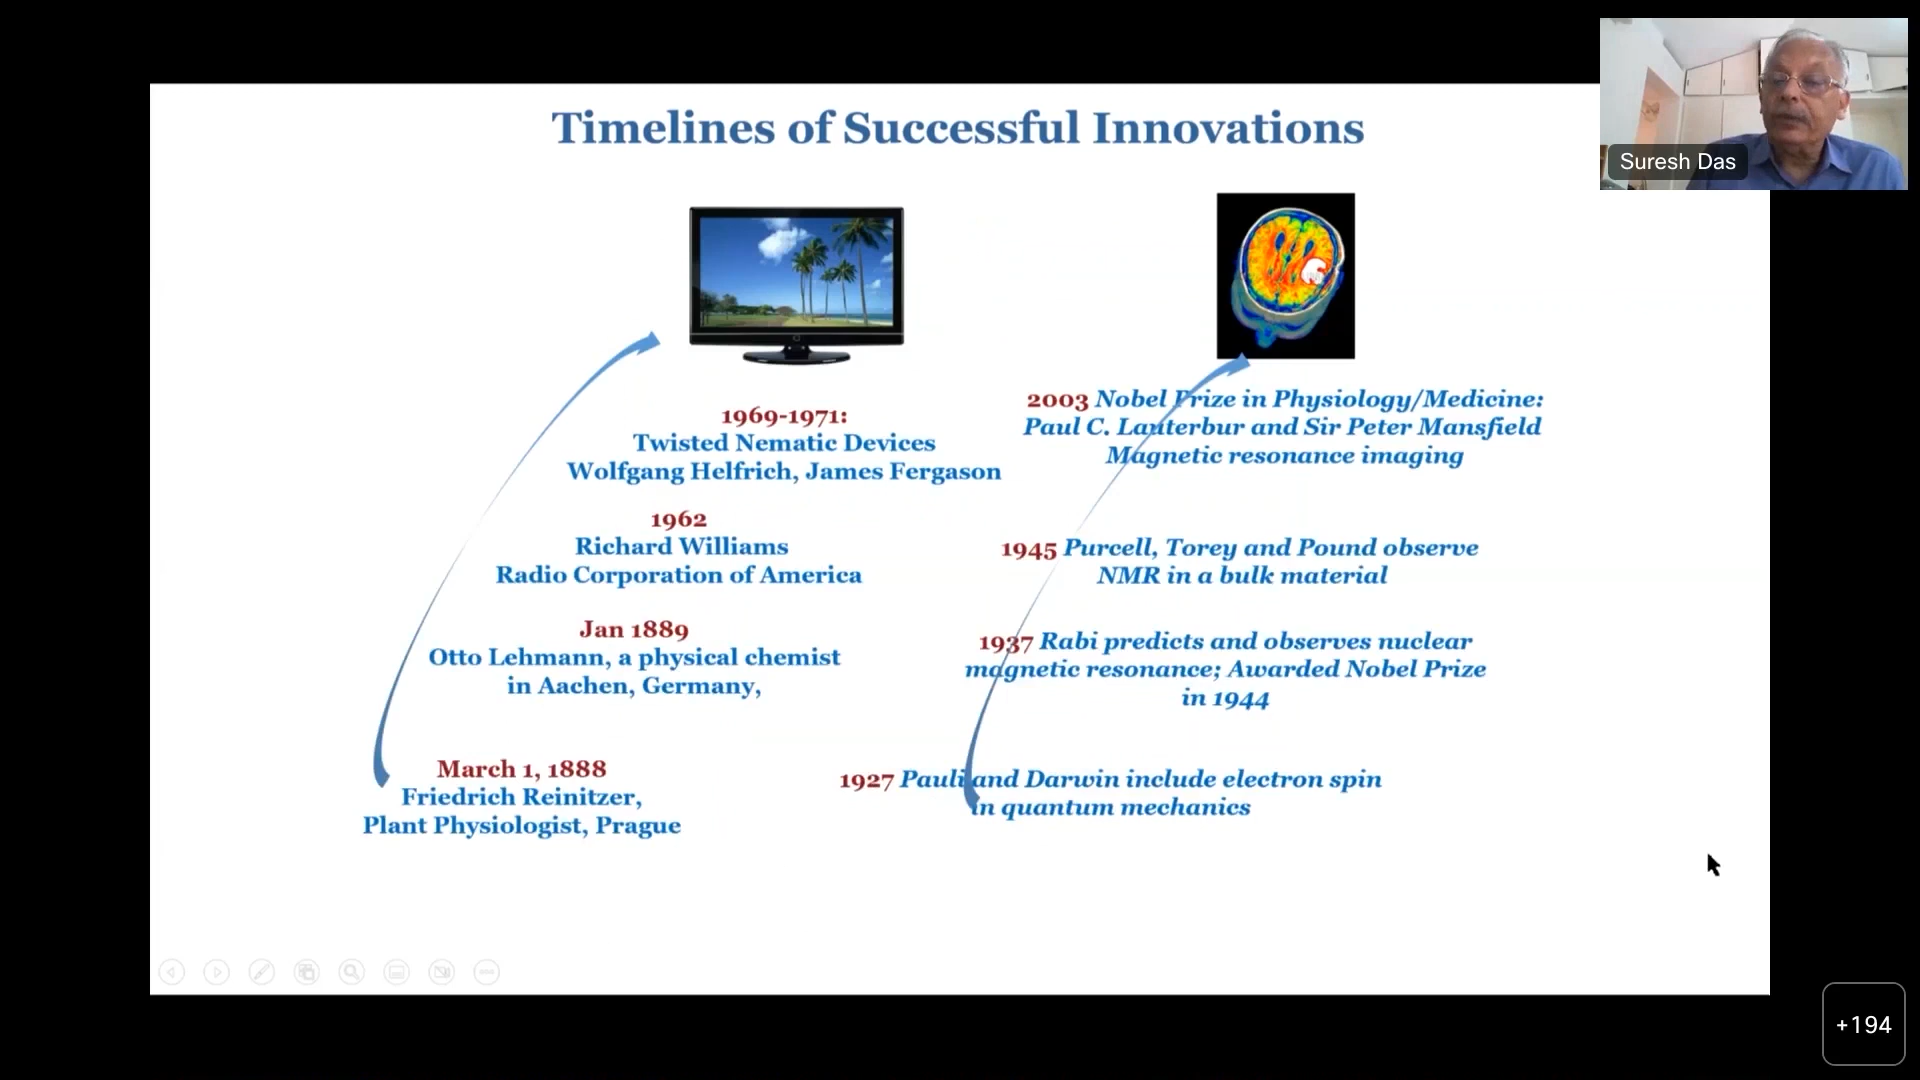 Timelines of Successful Innovations
Suresh Das
1969-1971:
Twisted Nematic Devices
Wolfgang Helfrich, James Fergason
1962
Richard Williams
Radio Corporation of America
Jan 1889
Otto Lehmann, a physical chemist
in Aachen, Germany,
March 1, 1888
Friedrich Reinitzer,
Plant Physiologist, Prague
2003 Nobel Prize in Physiology/Medicine:
Paul C. Lauterbur and Sir Peter Mansfield
Magnetic resonance imaging
1945 Purcell, Torey and Pound observe
NMR in a bulk material
1937 Rabi predicts and observes nuclear
magnetic resonance; Awarded Nobel Prize
in 1944
1927 Pauli and Darwin include electron spin
in quantum mechanics
+194